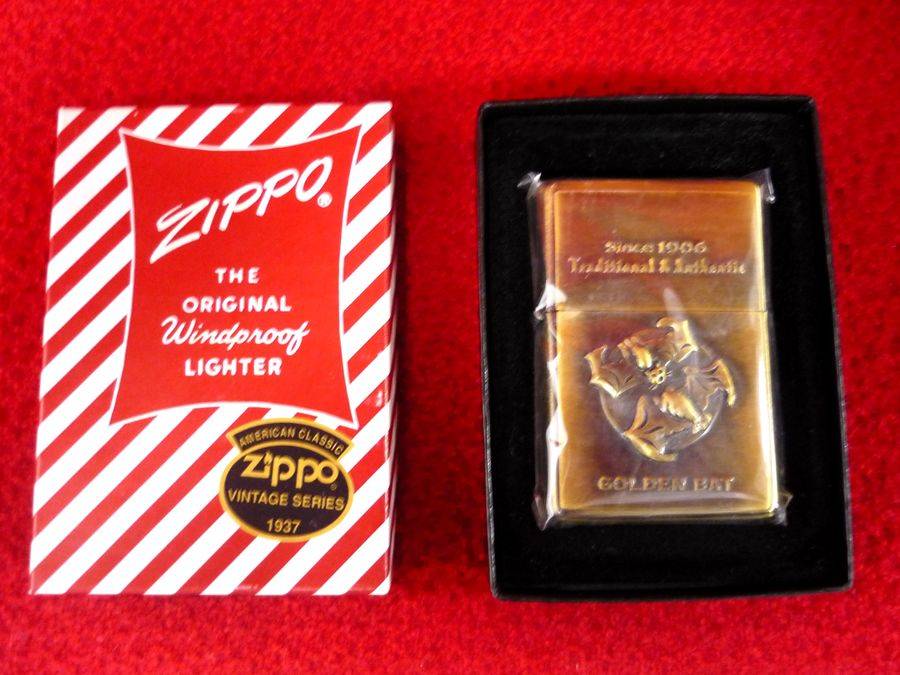 ZIPPO®
THE
ORIGINAL
Windproof
LIGHTER
AMERICAN CLASSIC
Zippo®
VINTAGE SERIES
1937
Since 1906
Traditional & Authentic
GOLDEN BAT